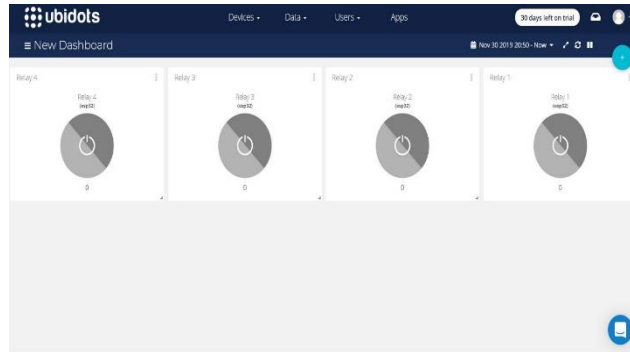 ubidots
Devices
Data
Users
Apps
30 days left on trial
New Dashboard
Nov 30 2019 20:50 - Now
Relay 4
Relay 4
(esp32)
0
Relay 3
Relay 3
(esp32)
0
Relay 2
Relay 2
(esp32)
0
Relay 1
Relay 1
(esp32)
0